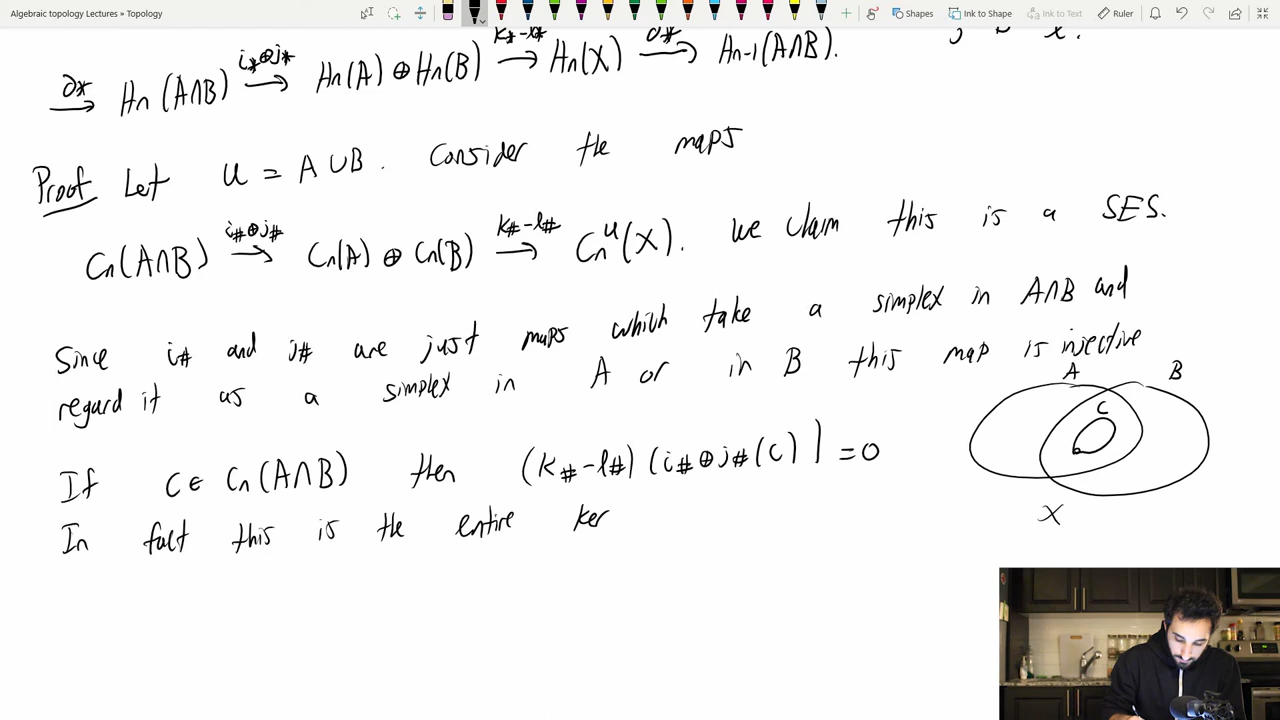 Algebraic topology Lectures » Topology
Shapes Ink to Shape Ink to Text Ruler
∂* → Hn(A∩B) i*⊕j* → Hn(A)⊕Hn(B) k*-l* → Hn(X) ∂* → Hn-1(A∩B).
Proof Let U = A∪B. Consider the maps
Cn(A∩B) i#⊕j# → Cn(A)⊕Cn(B) k#-l# → Cn^U(X). We claim this is a SES.
Since i# and j# are just maps which take a simplex in A∩B and
regard it as a simplex in A or in B this map is injective
A B
C
If C∈ Cn(A∩B) then (k#-l#)(i#⊕j#(C))=0
X
In fact this is the entire ker